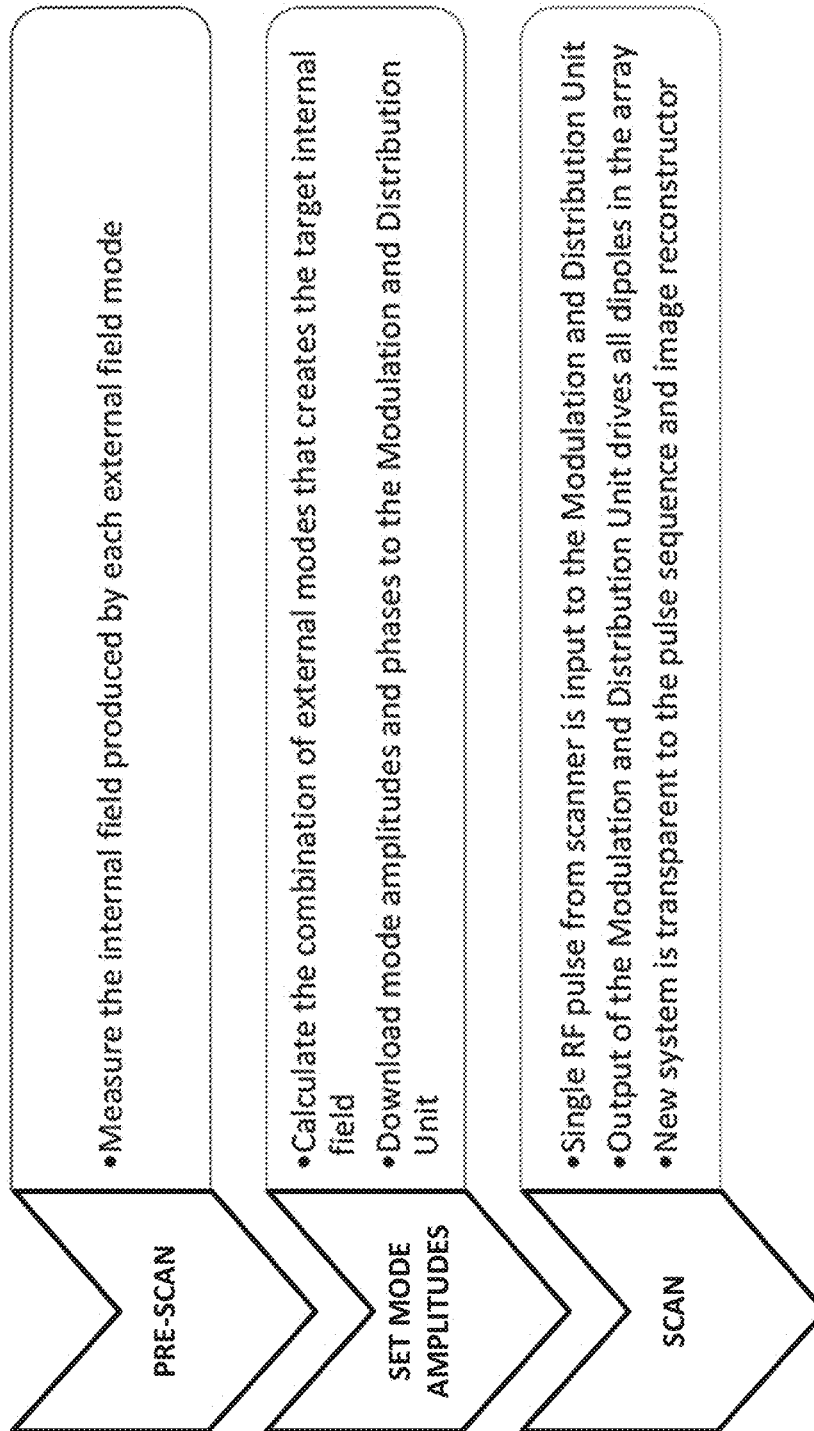 PRE-SCAN
•Measure the internal field produced by each external field mode
SET MODE
AMPLITUDES
•Calculate the combination of external modes that creates the target internal
field
•Download mode amplitudes and phases to the Modulation and Distribution
Unit
SCAN
•Single RF pulse from scanner is input to the Modulation and Distribution Unit
•Output of the Modulation and Distribution Unit drives all dipoles in the array
•New system is transparent to the pulse sequence and image reconstructor